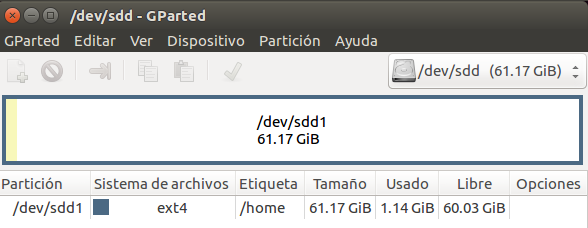 /dev/sdd - GParted
GParted Editar Ver Dispositivo Partición Ayuda
/dev/sdd (61.17 GiB)
/dev/sdd1
61.17 GiB
Partición Sistema de archivos Etiqueta Tamaño Usado Libre Opciones
/dev/sdd1 ext4 /home 61.17 GiB 1.14 GiB 60.03 GiB